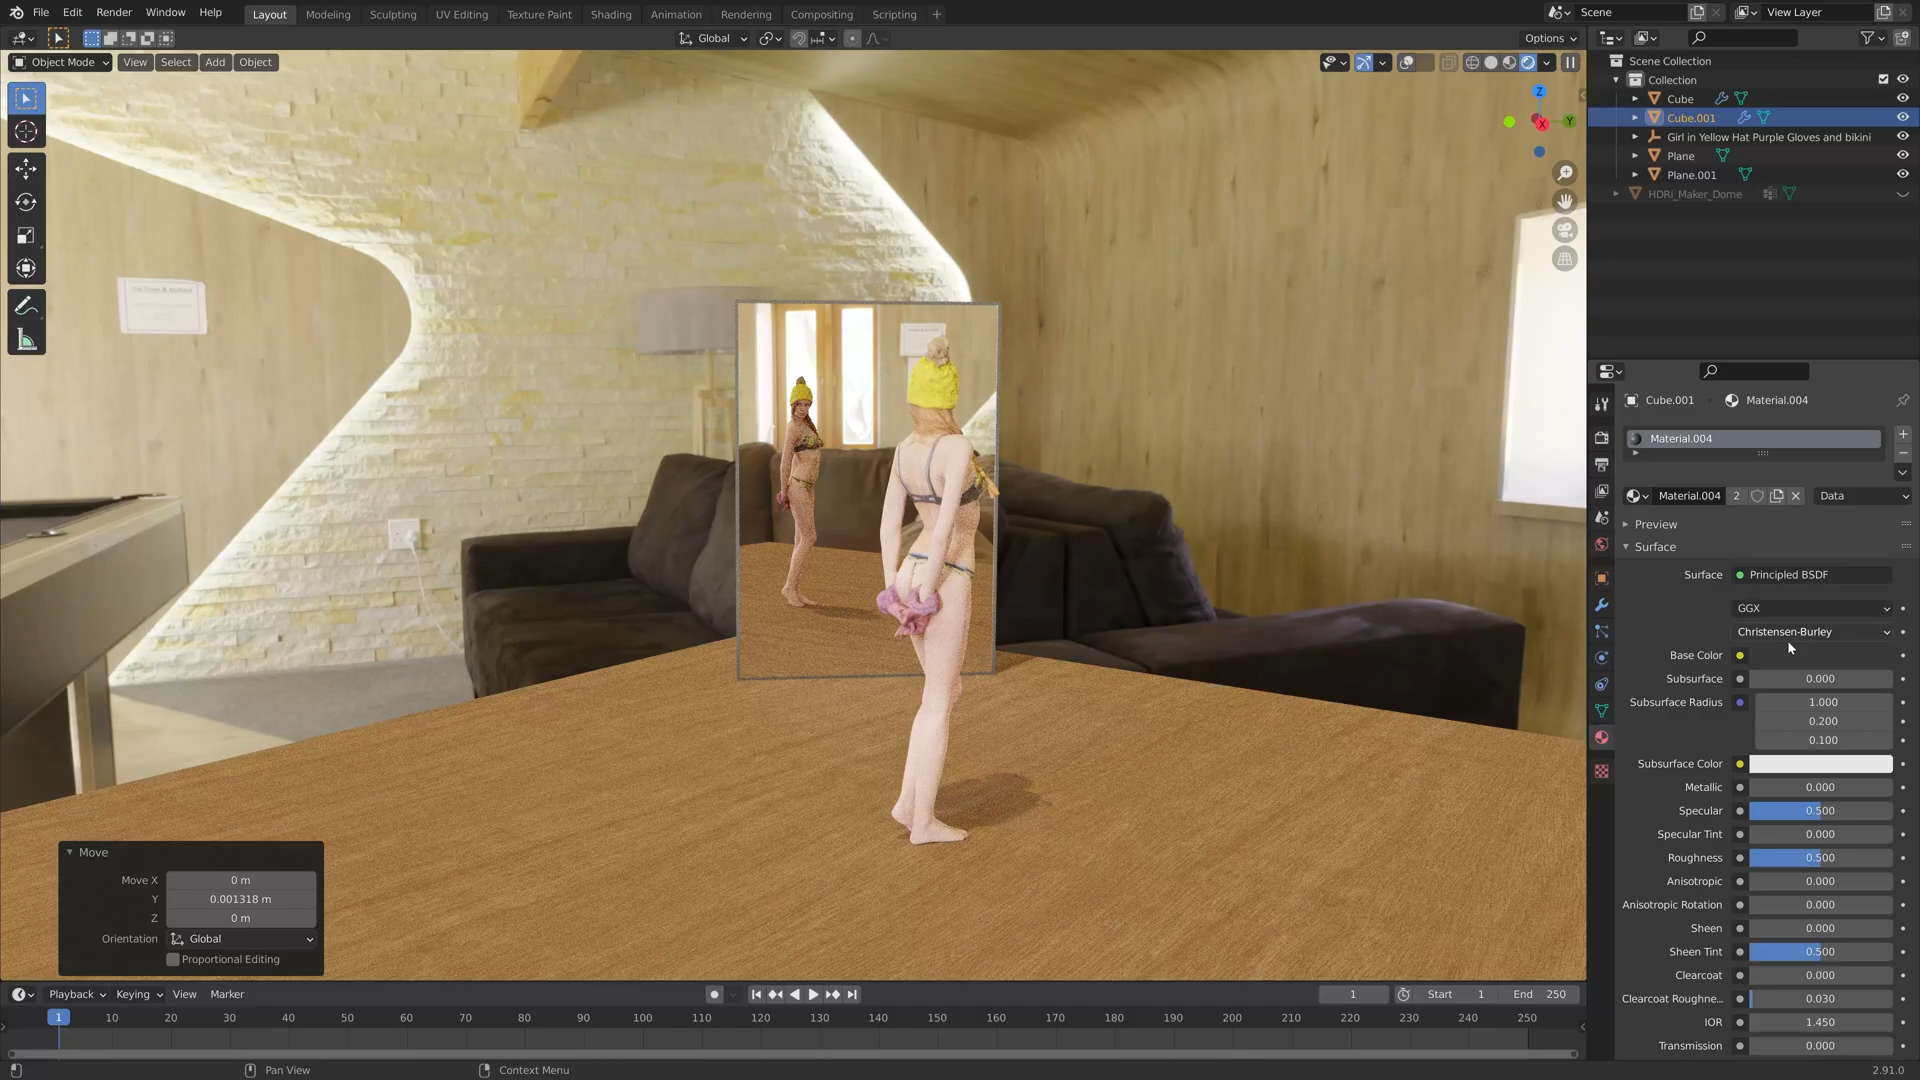 File Edit Render Window Help Layout Modeling Sculpting UV Editing Texture Paint Shading Animation Rendering Compositing Scripting + Scene View Layer
Global Options
Object Mode View Select Add Object
Scene Collection
Collection
Cube
Cube.001
Girl in Yellow Hat Purple Gloves and bikini
Plane
Plane.001
HDRi_Maker_Dome
Z
X
Y
Cube.001 Material.004
Material.004
Material.004 2 Data
Preview
Surface
Surface Principled BSDF
GGX
Christensen-Burley
Base Color
Subsurface 0.000
Subsurface Radius 1.000
0.200
0.100
Subsurface Color
Metallic 0.000
Specular 0.500
Specular Tint 0.000
Roughness 0.500
Anisotropic 0.000
Anisotropic Rotation 0.000
Sheen 0.000
Sheen Tint 0.500
Clearcoat 0.000
Clearcoat Roughne... 0.030
IOR 1.450
Transmission 0.000
Move
Move X 0 m
Y 0.001318 m
Z 0 m
Orientation Global
Proportional Editing
Playback Keying View Marker 1 Start 1 End 250
1 10 20 30 40 50 60 70 80 90 100 110 120 130 140 150 160 170 180 190 200 210 220 230 240 250
Pan View Context Menu 2.91.0